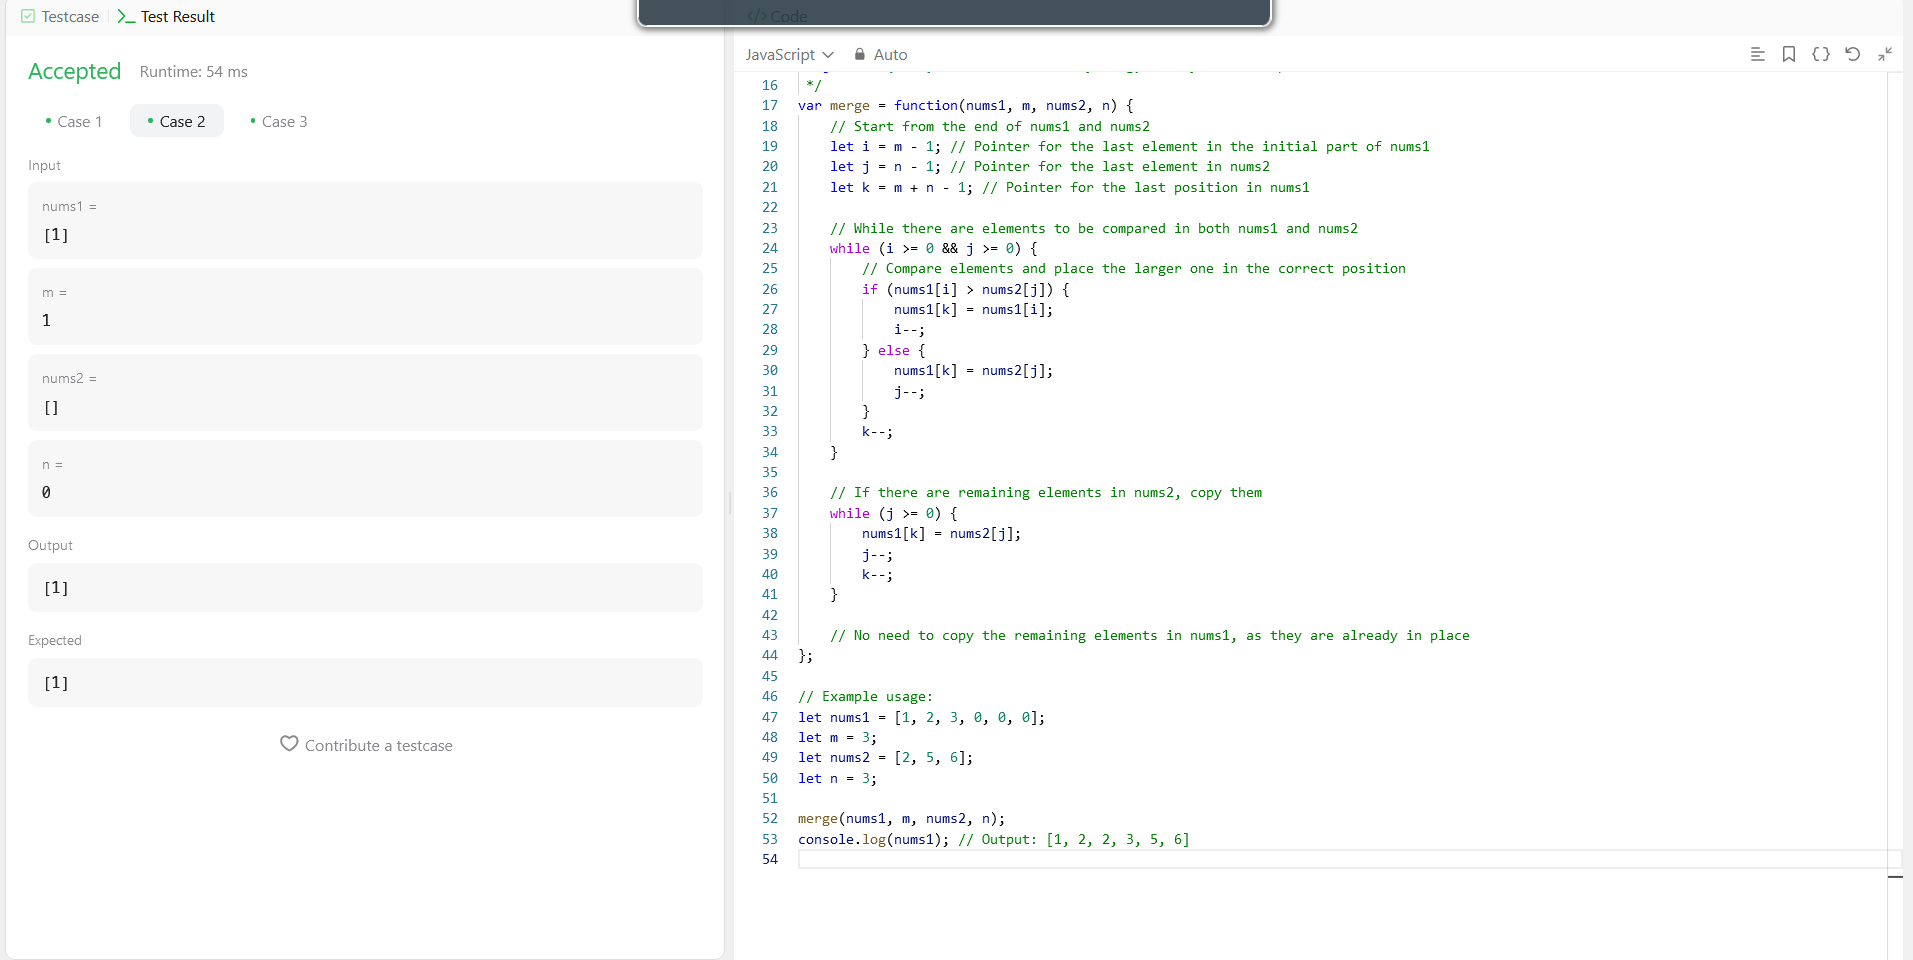 Testcase
Test Result
Accepted Runtime: 54 ms
Case 1
Case 2
Case 3
Input
nums1 =
[1]
m =
1
nums2 =
[]
n =
0
Output
[1]
Expected
[1]
Contribute a testcase
</> Code
JavaScript Auto
16 */
17 var merge = function(nums1, m, nums2, n) {
18 // Start from the end of nums1 and nums2
19 let i = m - 1; // Pointer for the last element in the initial part of nums1
20 let j = n - 1; // Pointer for the last element in nums2
21 let k = m + n - 1; // Pointer for the last position in nums1
22
23 // While there are elements to be compared in both nums1 and nums2
24 while (i >= 0 && j >= 0) {
25 // Compare elements and place the larger one in the correct position
26 if (nums1[i] > nums2[j]) {
27 nums1[k] = nums1[i];
28 i--;
29 } else {
30 nums1[k] = nums2[j];
31 j--;
32 }
33 k--;
34 }
35
36 // If there are remaining elements in nums2, copy them
37 while (j >= 0) {
38 nums1[k] = nums2[j];
39 j--;
40 k--;
41 }
42
43 // No need to copy the remaining elements in nums1, as they are already in place
44 };
45
46 // Example usage:
47 let nums1 = [1, 2, 3, 0, 0, 0];
48 let m = 3;
49 let nums2 = [2, 5, 6];
50 let n = 3;
51
52 merge(nums1, m, nums2, n);
53 console.log(nums1); // Output: [1, 2, 2, 3, 5, 6]
54